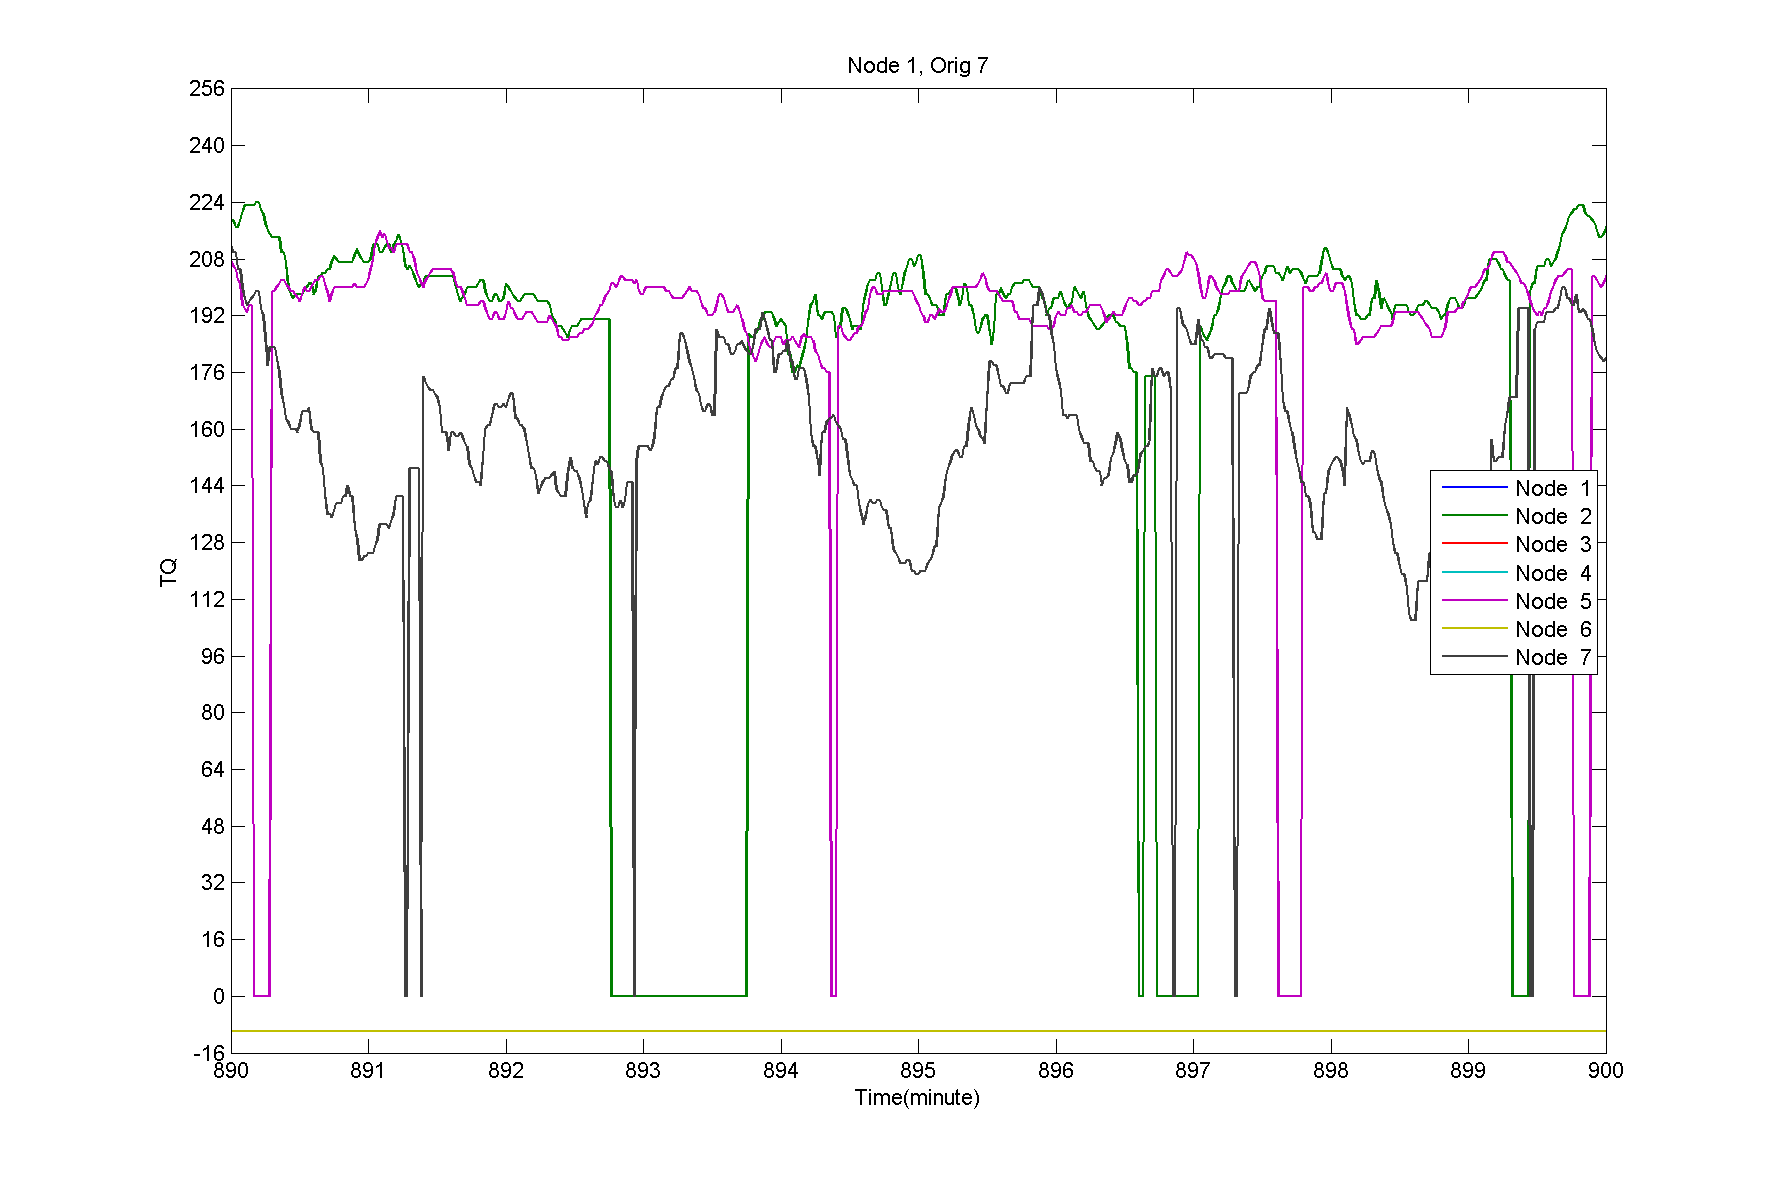 Node 1, Orig 7
256
240
224
208
192
176
160
144
128
112
96
80
64
48
32
16
0
-16
TQ
Node 1
Node 2
Node 3
Node 4
Node 5
Node 6
Node 7
890 891 892 893 894 895 896 897 898 899 900
Time(minute)